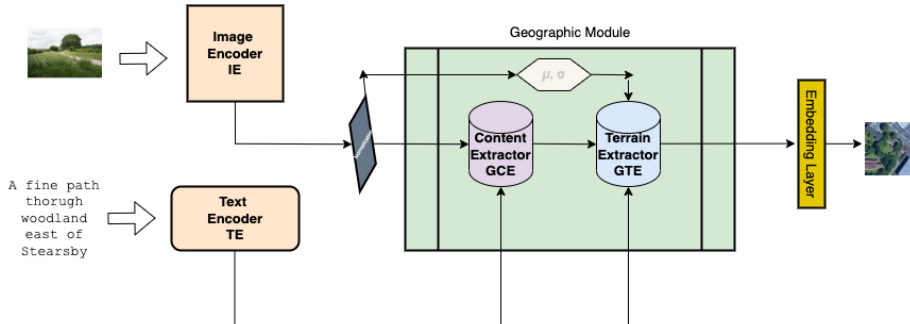 Geographic Module
Image
Encoder
IE
μ, σ
Content
Extractor
GCE
Terrain
Extractor
GTE
Embedding Layer
A fine path
thorugh
woodland
east of
Stearsby
Text
Encoder
TE